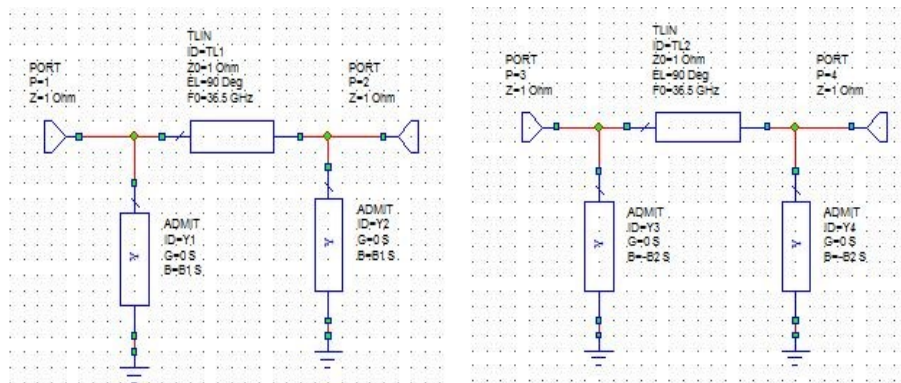 TLIN
ID=TL1
Z0=1 Ohm
EL=90 Deg
F0=36.5 GHz
PORT
P=1
Z=1 Ohm
PORT
P=2
Z=1 Ohm
ADMIT
ID=Y1
G=0 S
B=B1 S
ADMIT
ID=Y2
G=0 S
B=B1 S
TLIN
ID=TL2
Z0=1 Ohm
EL=90 Deg
F0=36.5 GHz
PORT
P=3
Z=1 Ohm
PORT
P=4
Z=1 Ohm
ADMIT
ID=Y3
G=0 S
B=-B2 S
ADMIT
ID=Y4
G=0 S
B=-B2 S
Y
Y
Y
Y